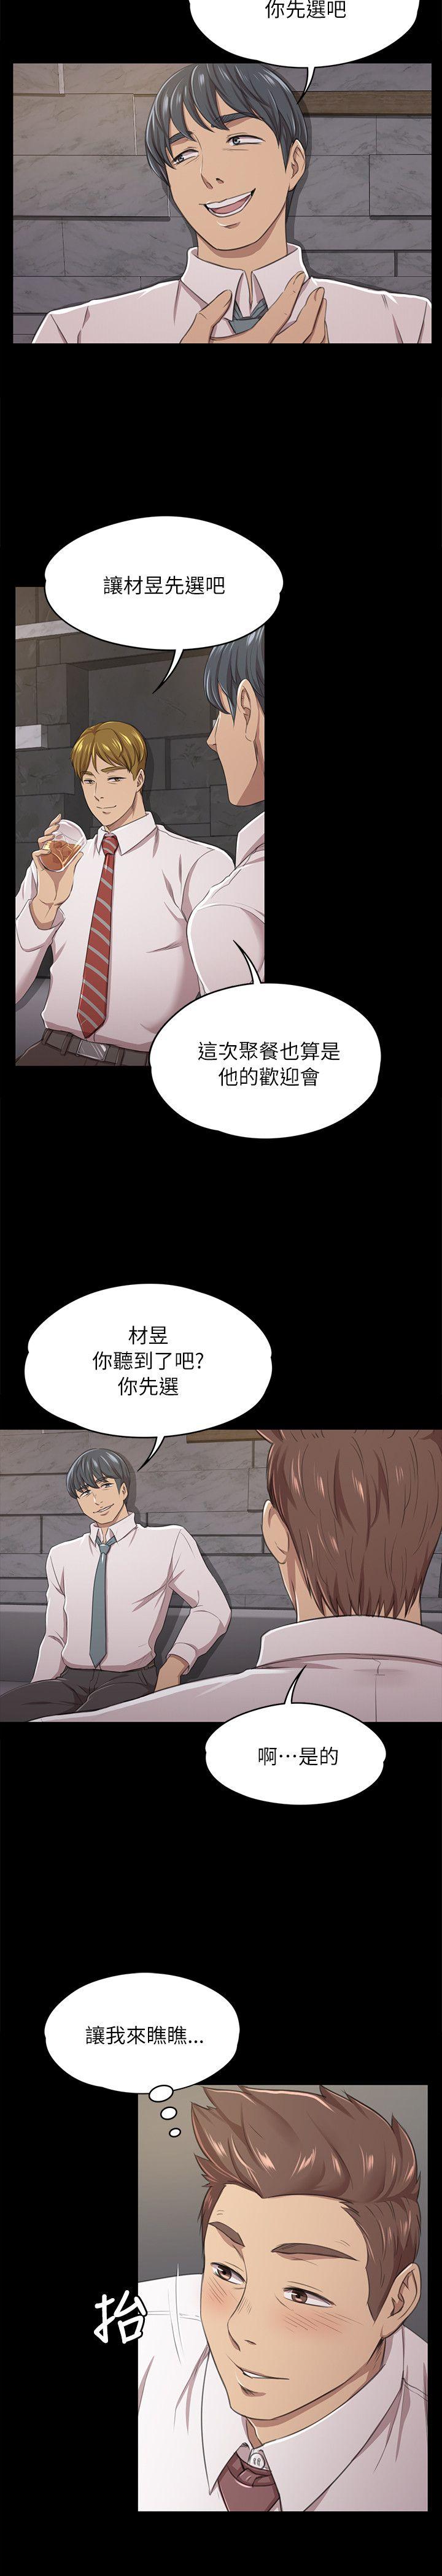 你先選吧
讓材昱先選吧
這次聚餐也算是
他的歡迎會
材昱
你聽到了吧?
你先選
啊…是的
讓我來瞧瞧...
抬